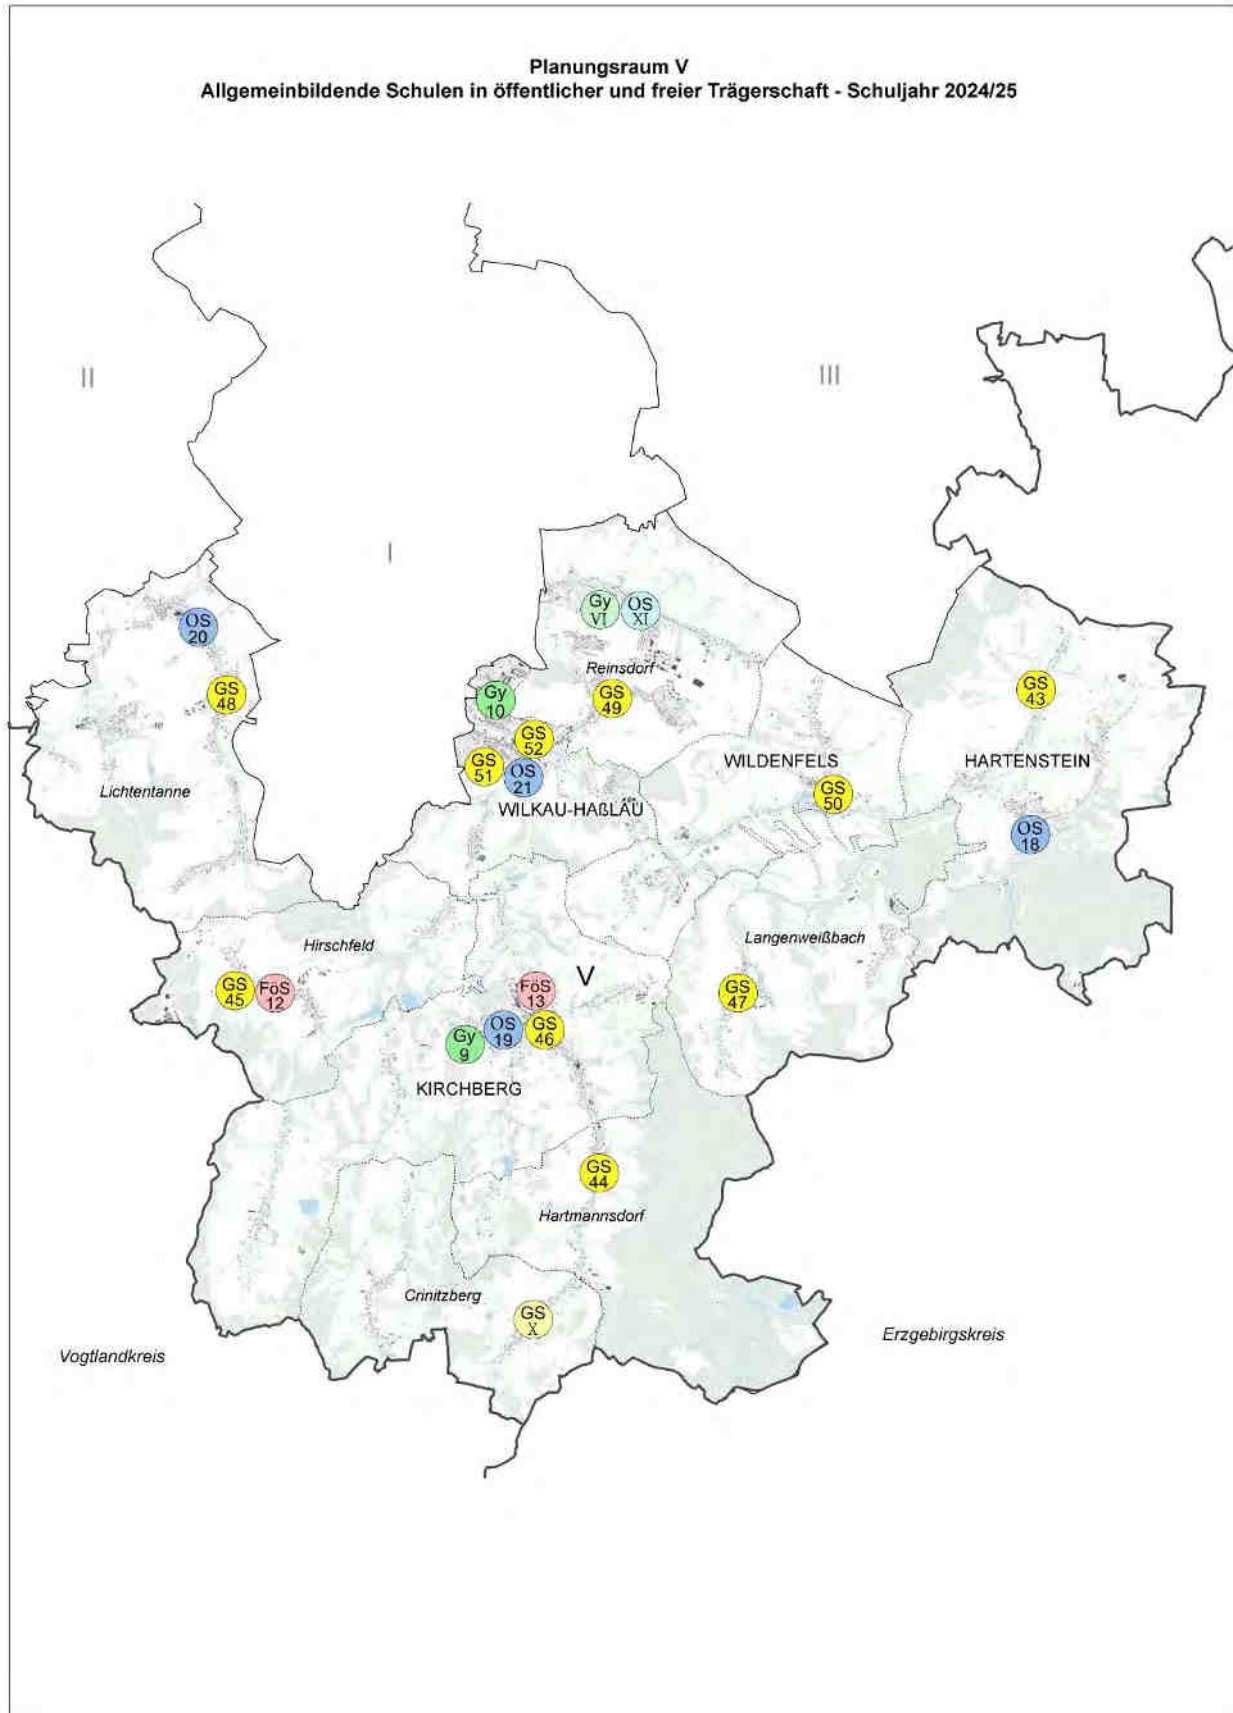 Planungsraum V
Allgemeinbildende Schulen in öffentlicher und freier Trägerschaft - Schuljahr 2024/25
II
III
I
OS
20
Gy
VI
OS
XI
Reinsdorf
GS
48
Gy
10
GS
49
GS
43
GS
52
GS
51
OS
21
WILDENFELS
HARTENSTEIN
Lichtentanne
GS
50
WILKAU-HAßLAU
OS
18
Hirschfeld
Langenweißbach
GS
45
FöS
12
FöS
13
V
GS
47
Gy
9
OS
19
GS
46
KIRCHBERG
GS
44
Hartmannsdorf
Crinitzberg
GS
X
Erzgebirgskreis
Vogtlandkreis